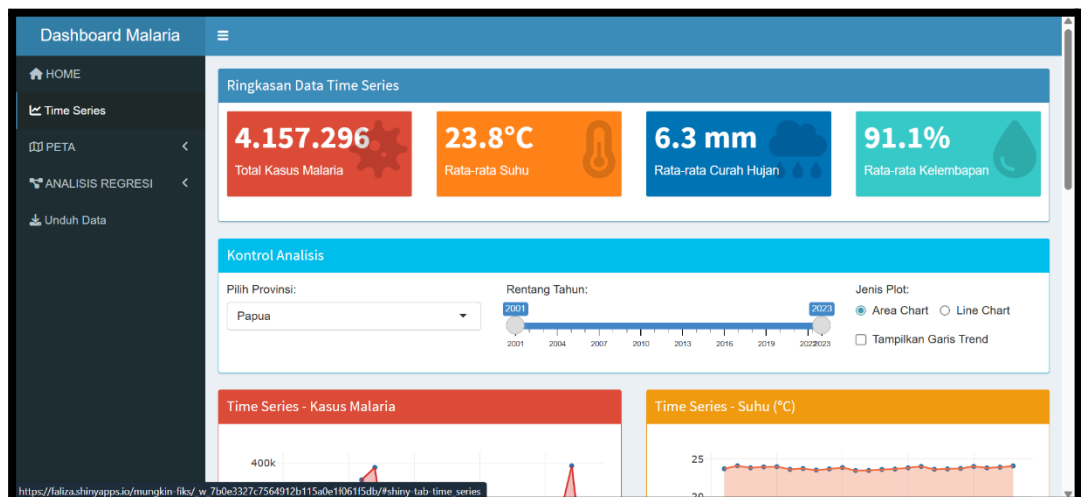 Dashboard Malaria
HOME
Time Series
PETA
ANALISIS REGRESI
Unduh Data
Ringkasan Data Time Series
4.157.296
Total Kasus Malaria
23.8°C
Rata-rata Suhu
6.3 mm
Rata-rata Curah Hujan
91.1%
Rata-rata Kelembapan
Kontrol Analisis
Pilih Provinsi:
Papua
Rentang Tahun:
2001 2023
2001 2004 2007 2010 2013 2016 2019 2022 2023
Jenis Plot:
Area Chart Line Chart
Tampilkan Garis Trend
Time Series - Kasus Malaria
400k
Time Series - Suhu (°C)
25
20
https://faliza.shinyapps.io/mungkin-fiks/_w_7b0e3327c7564912b115a0e1f061f5db/#shiny-tab-time_series